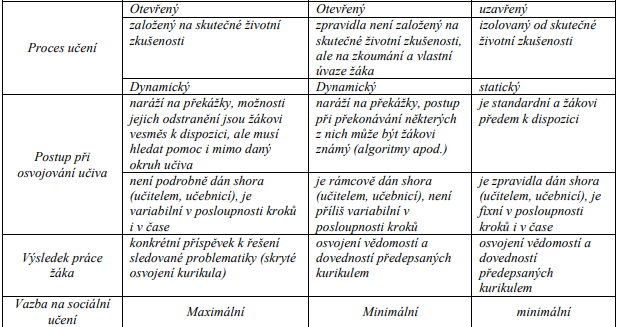 Otevřený
Otevřený
uzavřený
Proces učení
založený na skutečné životní
zkušenosti
zpravidla není založený na
skutečné životní zkušenosti,
ale na zkoumání a vlastní
úvaze žáka
izolovaný od skutečné
životní zkušenosti
Dynamický
Dynamický
statický
Postup při
osvojování učiva
naráží na překážky, možnosti
jejich odstranění jsou žákovi
vesměs k dispozici, ale musí
hledat pomoc i mimo daný
okruh učiva
naráží na překážky, postup
při překonávání některých
z nich může být žákovi
známý (algoritmy apod.)
je standardní a žákovi
předem k dispozici
není podrobně dán shora
(učitelem, učebnicí), je
variabilní v posloupnosti kroků
i v čase
je rámcově dán shora
(učitelem, učebnicí), není
příliš variabilní v
posloupnosti kroků
je zpravidla dán shora
(učitelem, učebnicí), je
fixní v posloupnosti
kroků i v čase
Výsledek práce
žáka
konkrétní příspěvek k řešení
sledované problematiky (skryté
osvojení kurikula)
osvojení vědomostí a
dovedností předepsaných
kurikulem
osvojení vědomostí a
dovedností
předepsaných
kurikulem
Vazba na sociální
učení
Maximální
Minimální
minimální